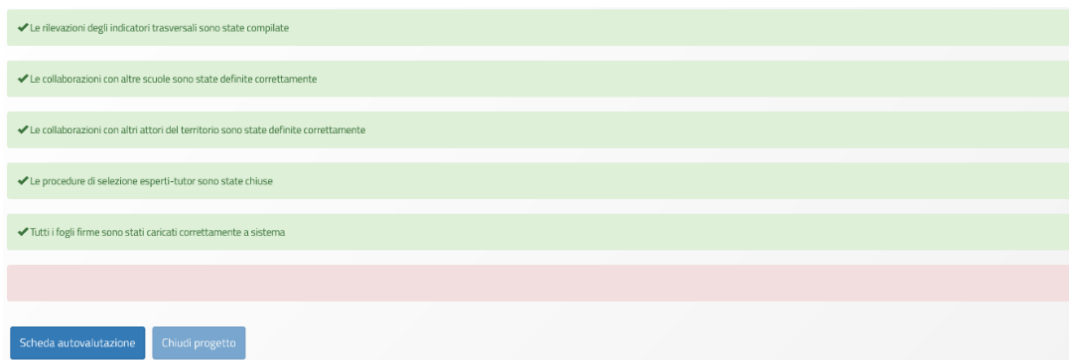 Le rilevazioni degli indicatori trasversali sono state compilate
Le collaborazioni con altre scuole sono state definite correttamente
Le collaborazioni con altri attori del territorio sono state definite correttamente
Le procedure di selezione esperti-tutor sono state chiuse
Tutti i fogli firme sono stati caricati correttamente a sistema
Scheda autovalutazione Chiudi progetto